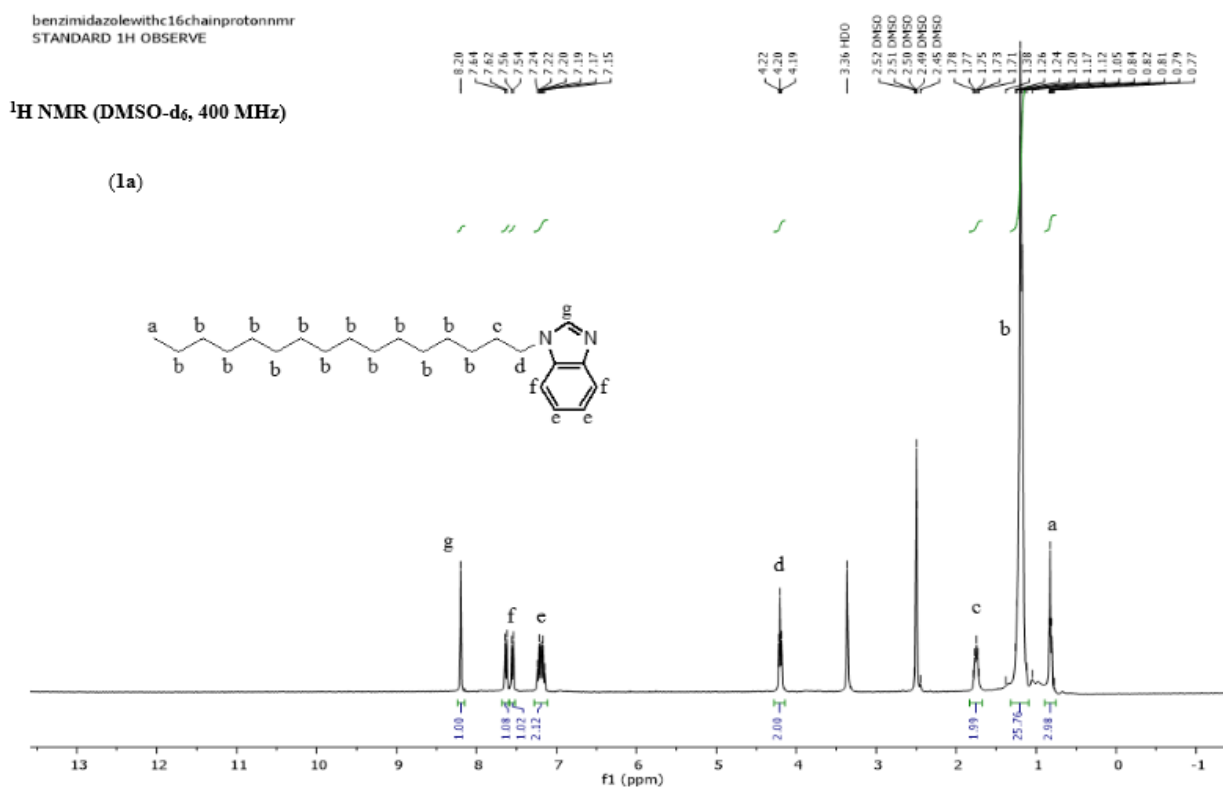 benzimidazolewithc16chainprotonnmr
STANDARD 1H OBSERVE
8.20
7.64
7.62
7.56
7.54
7.24
7.22
7.20
7.19
7.17
7.15
4.22
4.20
4.19
3.36 HDO
2.52 DMSO
2.51 DMSO
2.50 DMSO
2.49 DMSO
2.45 DMSO
1.78
1.77
1.75
1.73
1.71
1.38
1.26
1.24
1.20
1.17
1.12
1.05
0.84
0.82
0.81
0.79
0.77
¹H NMR (DMSO-d₆, 400 MHz)
(1a)
a b b b b b b b c g
N N
b b b b b b b d
f f
e e
b
a
g f e d c
1.00 1.08 1.02 2.12 2.00 1.99 25.76 2.98
13 12 11 10 9 8 7 6 5 4 3 2 1 0 -1
f1 (ppm)